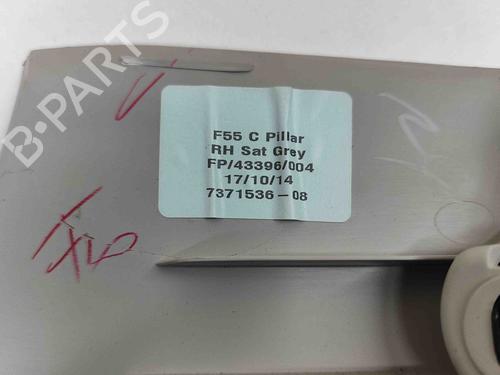 B-PARTS
F55 C Pillar
RH Sat Grey
FP/43396/004
17/10/14
7371536-08